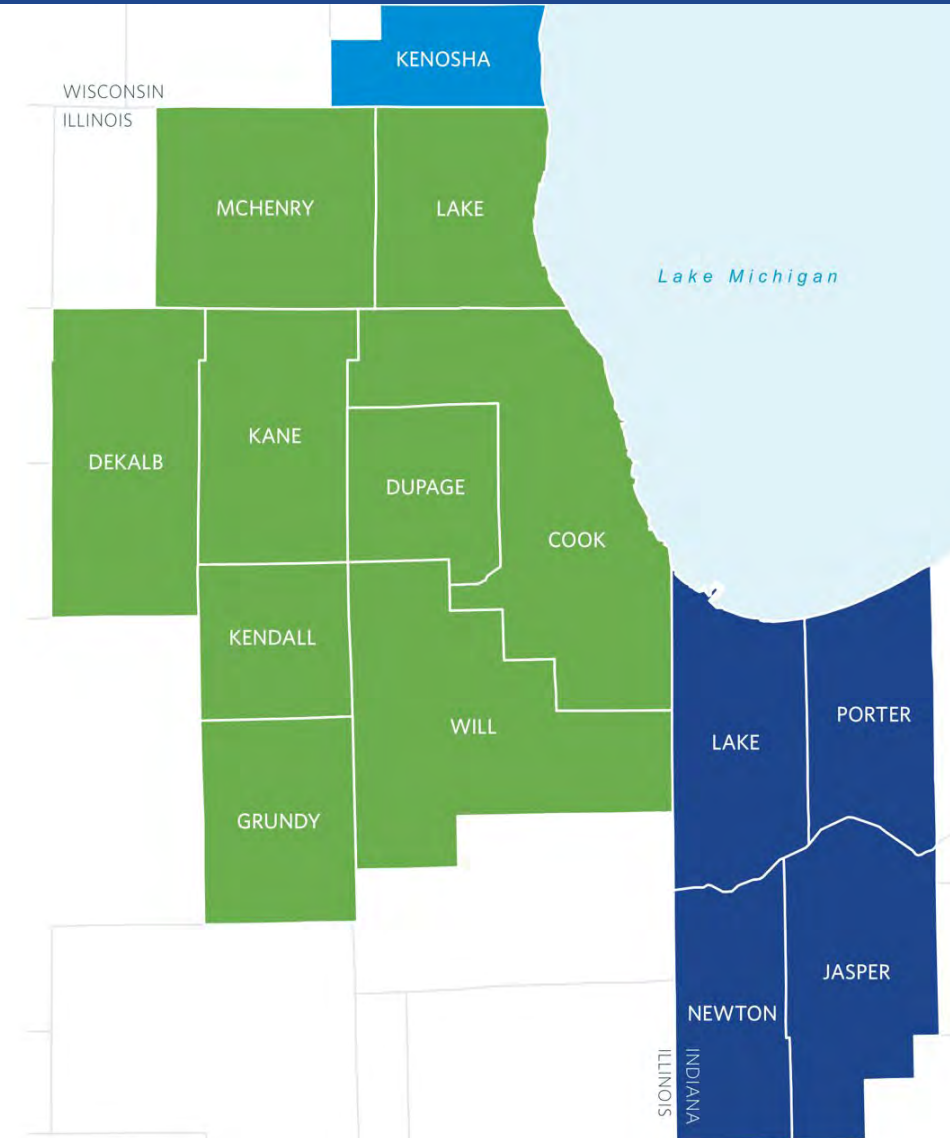 KENOSHA
WISCONSIN
ILLINOIS
MCHENRY
LAKE
Lake Michigan
KANE
DEKALB
DUPAGE
COOK
KENDALL
WILL
PORTER
LAKE
GRUNDY
JASPER
NEWTON
ILLINOIS
INDIANA